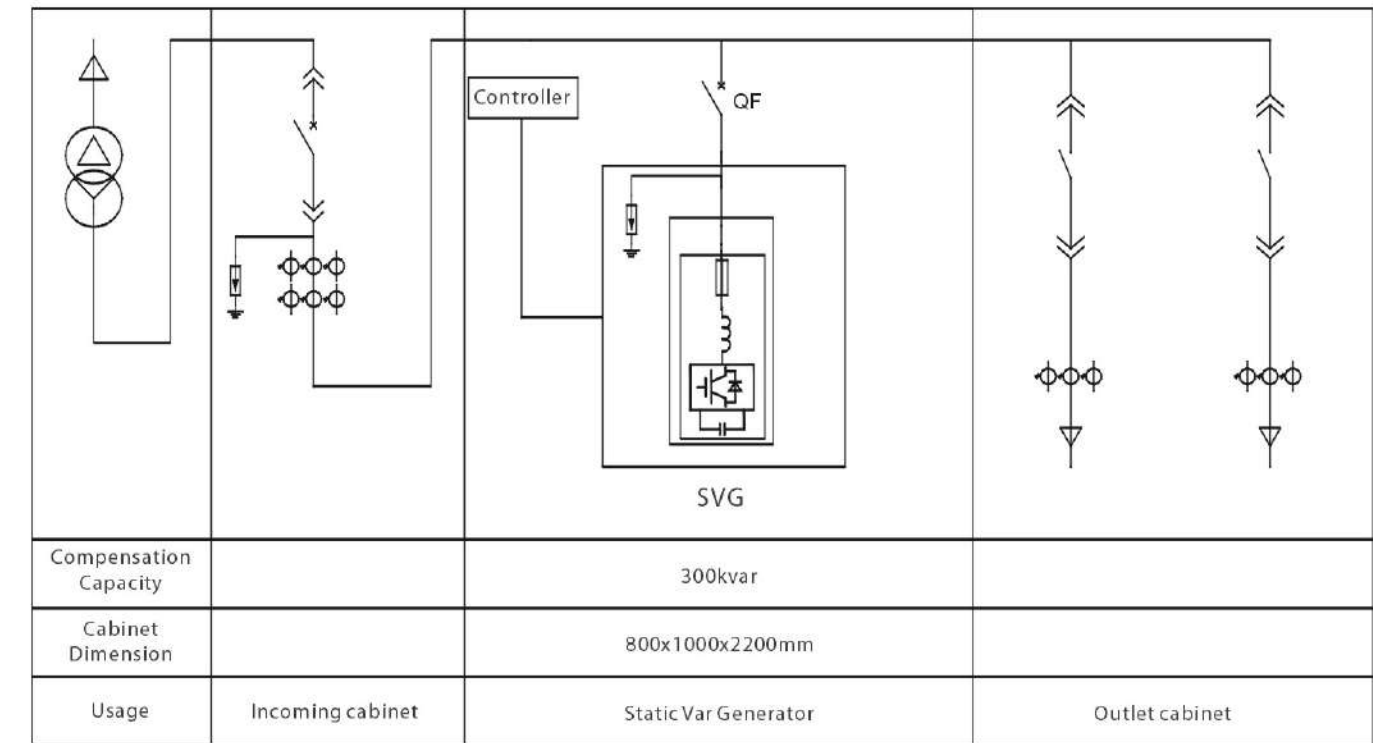 Controller
QF
SVG
Compensation
Capacity
300kvar
Cabinet
Dimension
800x1000x2200mm
Usage
Incoming cabinet
Static Var Generator
Outlet cabinet